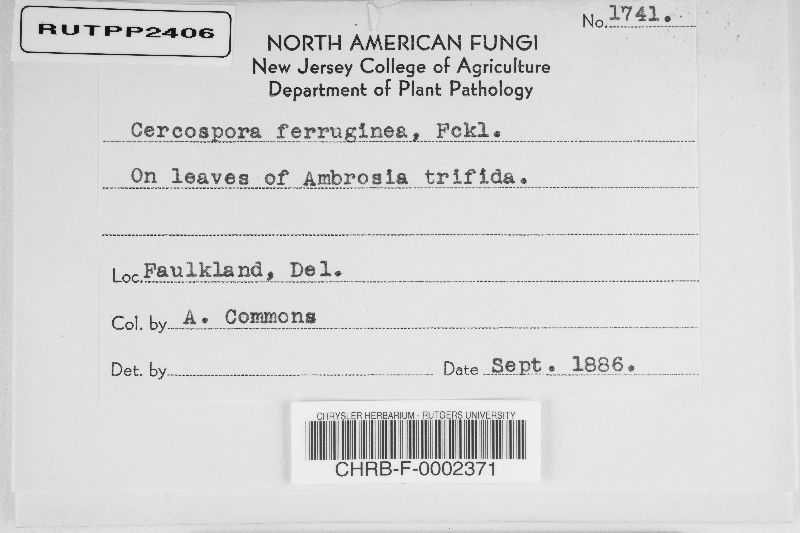 RUTPP2406
No. 1741.
NORTH AMERICAN FUNGI
New Jersey College of Agriculture
Department of Plant Pathology
Cercospora ferruginea, Fckl.
On leaves of Ambrosia trifida.
Loc. Faulkland, Del.
Col. by A. Commons
Det. by Date Sept. 1886.
CHRYSLER HERBARIUM - RUTGERS UNIVERSITY
CHRB-F-0002371